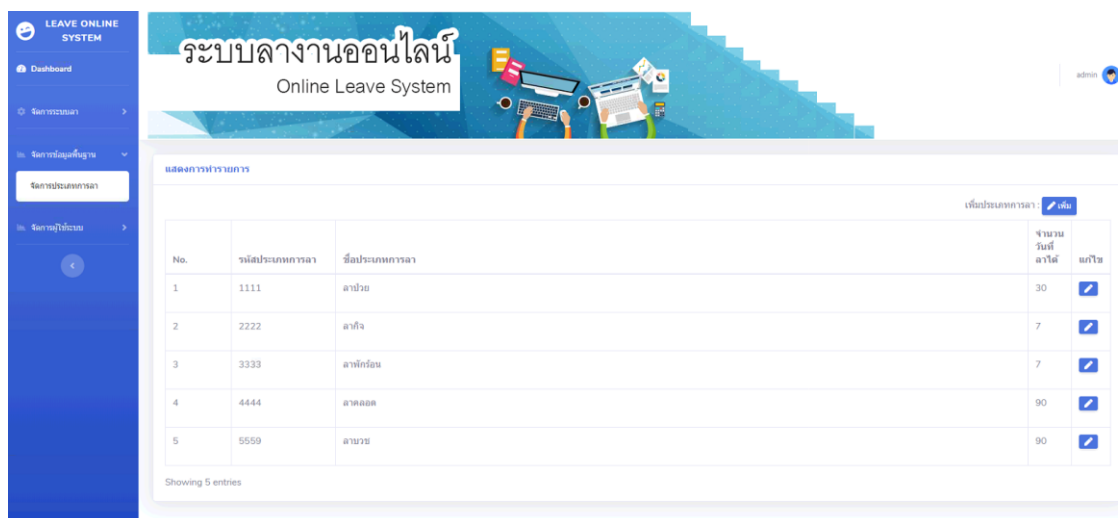 LEAVE ONLINE
SYSTEM
Dashboard
จัดการระบบลา
จัดการข้อมูลพื้นฐาน
จัดการประเภทการลา
จัดการผู้ใช้ระบบ
ระบบลางานออนไลน์
Online Leave System
admin
แสดงการทำรายการ
เพิ่มประเภทการลา : เพิ่ม
No. รหัสประเภทการลา ชื่อประเภทการลา จำนวน วันที่ ลาได้ แก้ไข
1 1111 ลาป่วย 30
2 2222 ลากิจ 7
3 3333 ลาพักร้อน 7
4 4444 ลาคลอด 90
5 5559 ลาบวช 90
Showing 5 entries